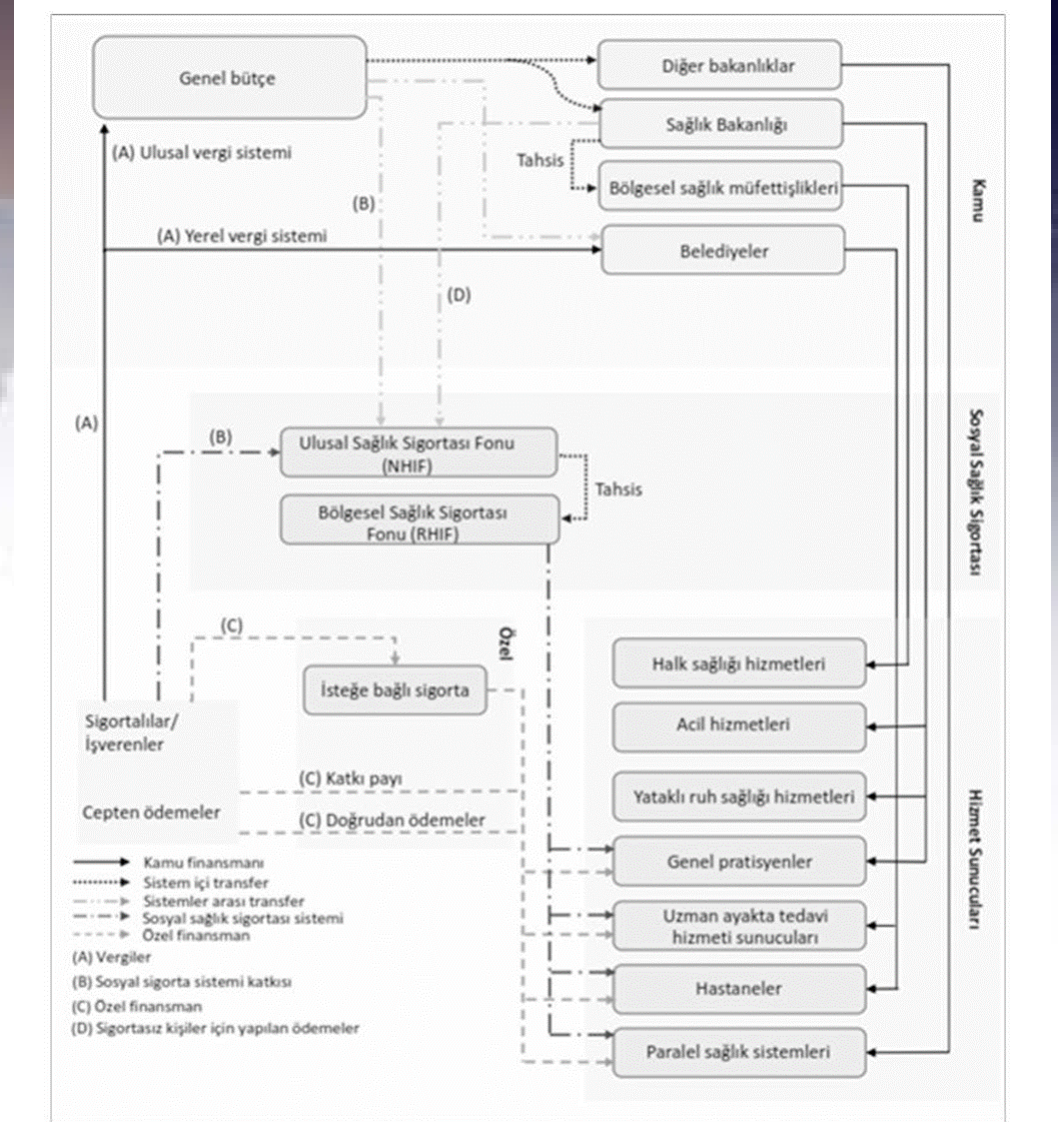 Genel bütçe
Diğer bakanlıklar
Sağlık Bakanlığı
(A) Ulusal vergi sistemi
Tahsis
Bölgesel sağlık müfettişlikleri
Kamu
(B)
(A) Yerel vergi sistemi
Belediyeler
(D)
(A)
(B)
Ulusal Sağlık Sigortası Fonu
(NHIF)
Tahsis
Bölgesel Sağlık Sigortası
Fonu (RHIF)
Sosyal Sağlık Sigortası
(C)
Özel
İsteğe bağlı sigorta
Sigortalılar/
İşverenler
Cepten ödemeler
(C) Katkı payı
(C) Doğrudan ödemeler
Halk sağlığı hizmetleri
Acil hizmetleri
Yataklı ruh sağlığı hizmetleri
Genel pratisyenler
Uzman ayakta tedavi
hizmeti sunucuları
Hastaneler
Paralel sağlık sistemleri
Hizmet Sunucuları
Kamu finansmanı
Sistem içi transfer
Sistemler arası transfer
Sosyal sağlık sigortası sistemi
Özel finansman
(A) Vergiler
(B) Sosyal sigorta sistemi katkısı
(C) Özel finansman
(D) Sigortasız kişiler için yapılan ödemeler